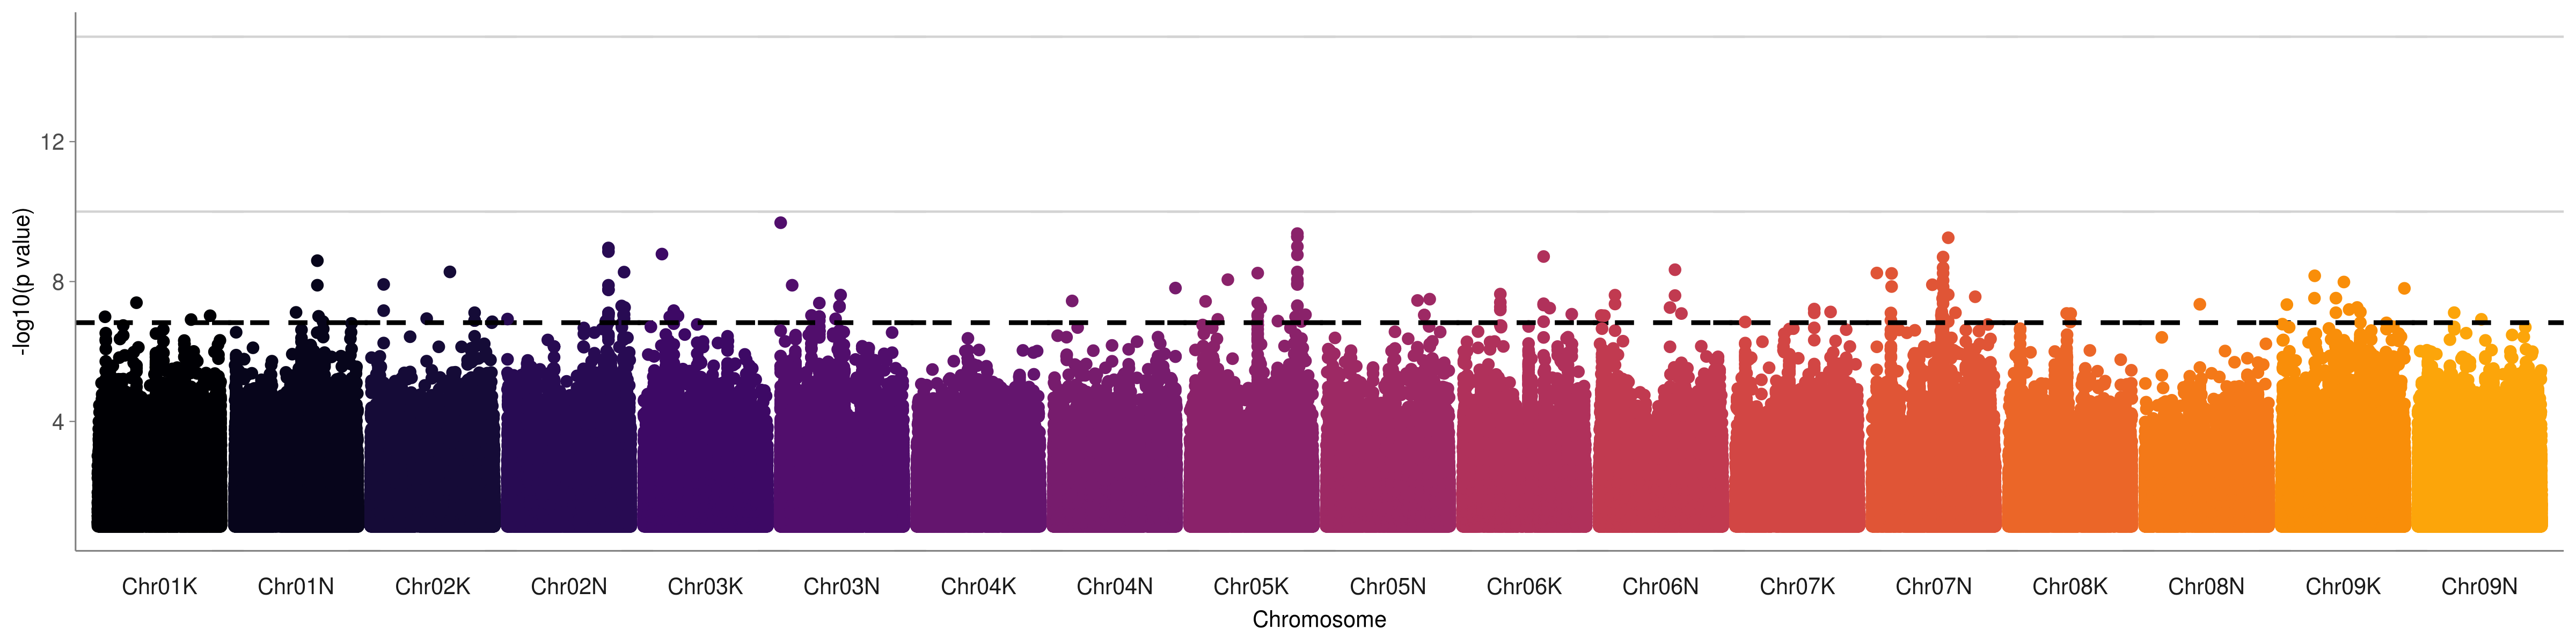 -log10(p value)
12
8
4
Chr01K Chr01N Chr02K Chr02N Chr03K Chr03N Chr04K Chr04N Chr05K Chr05N Chr06K Chr06N Chr07K Chr07N Chr08K Chr08N Chr09K Chr09N
Chromosome